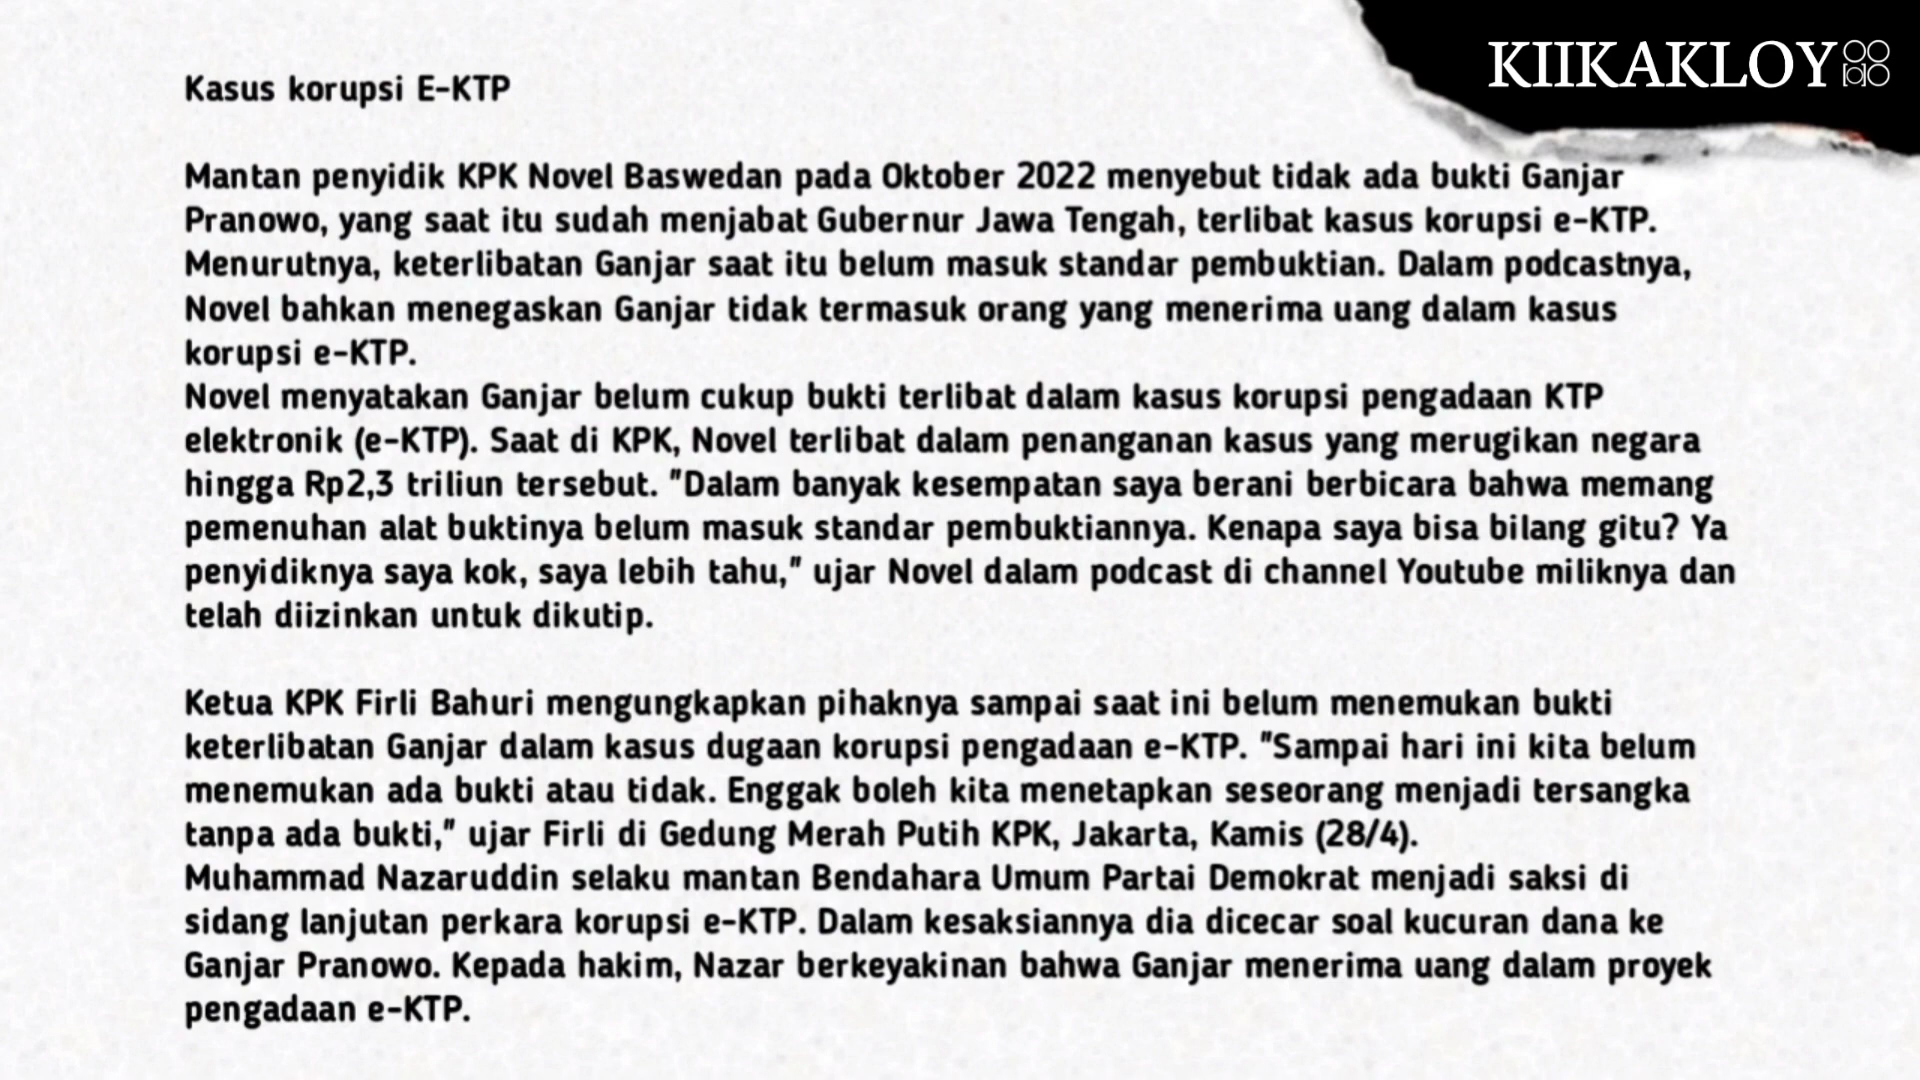 KIIKAKLOY
Kasus korupsi E-KTP
Mantan penyidik KPK Novel Baswedan pada Oktober 2022 menyebut tidak ada bukti Ganjar
Pranowo, yang saat itu sudah menjabat Gubernur Jawa Tengah, terlibat kasus korupsi e-KTP.
Menurutnya, keterlibatan Ganjar saat itu belum masuk standar pembuktian. Dalam podcastnya,
Novel bahkan menegaskan Ganjar tidak termasuk orang yang menerima uang dalam kasus
korupsi e-KTP.
Novel menyatakan Ganjar belum cukup bukti terlibat dalam kasus korupsi pengadaan KTP
elektronik (e-KTP). Saat di KPK, Novel terlibat dalam penanganan kasus yang merugikan negara
hingga Rp2,3 triliun tersebut. "Dalam banyak kesempatan saya berani berbicara bahwa memang
pemenuhan alat buktinya belum masuk standar pembuktiannya. Kenapa saya bisa bilang gitu? Ya
penyidiknya saya kok, saya lebih tahu," ujar Novel dalam podcast di channel Youtube miliknya dan
telah diizinkan untuk dikutip.
Ketua KPK Firli Bahuri mengungkapkan pihaknya sampai saat ini belum menemukan bukti
keterlibatan Ganjar dalam kasus dugaan korupsi pengadaan e-KTP. "Sampai hari ini kita belum
menemukan ada bukti atau tidak. Enggak boleh kita menetapkan seseorang menjadi tersangka
tanpa ada bukti," ujar Firli di Gedung Merah Putih KPK, Jakarta, Kamis (28/4).
Muhammad Nazaruddin selaku mantan Bendahara Umum Partai Demokrat menjadi saksi di
sidang lanjutan perkara korupsi e-KTP. Dalam kesaksiannya dia dicecar soal kucuran dana ke
Ganjar Pranowo. Kepada hakim, Nazar berkeyakinan bahwa Ganjar menerima uang dalam proyek
pengadaan e-KTP.